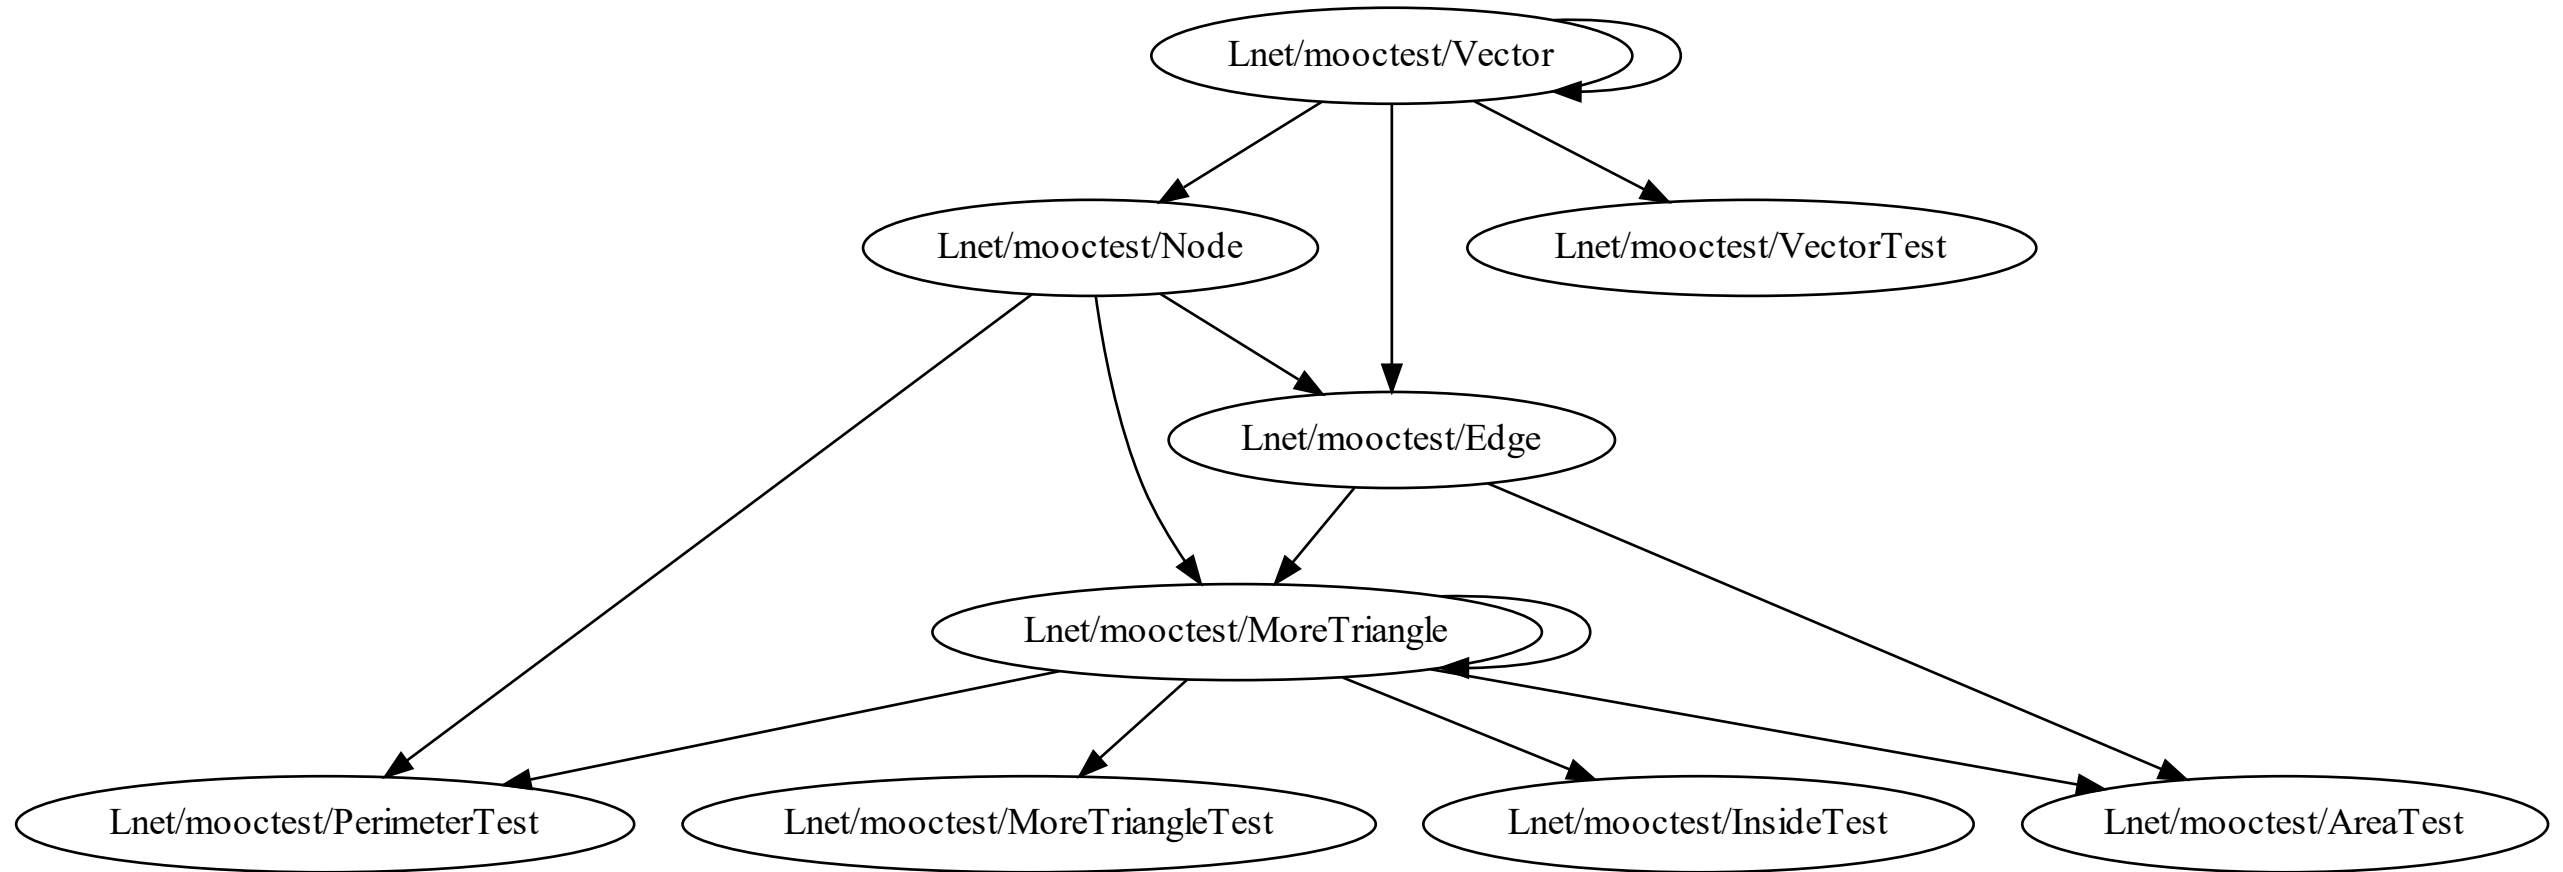 Lnet/mooctest/Vector
Lnet/mooctest/Node
Lnet/mooctest/VectorTest
Lnet/mooctest/Edge
Lnet/mooctest/MoreTriangle
Lnet/mooctest/PerimeterTest
Lnet/mooctest/MoreTriangleTest
Lnet/mooctest/InsideTest
Lnet/mooctest/AreaTest